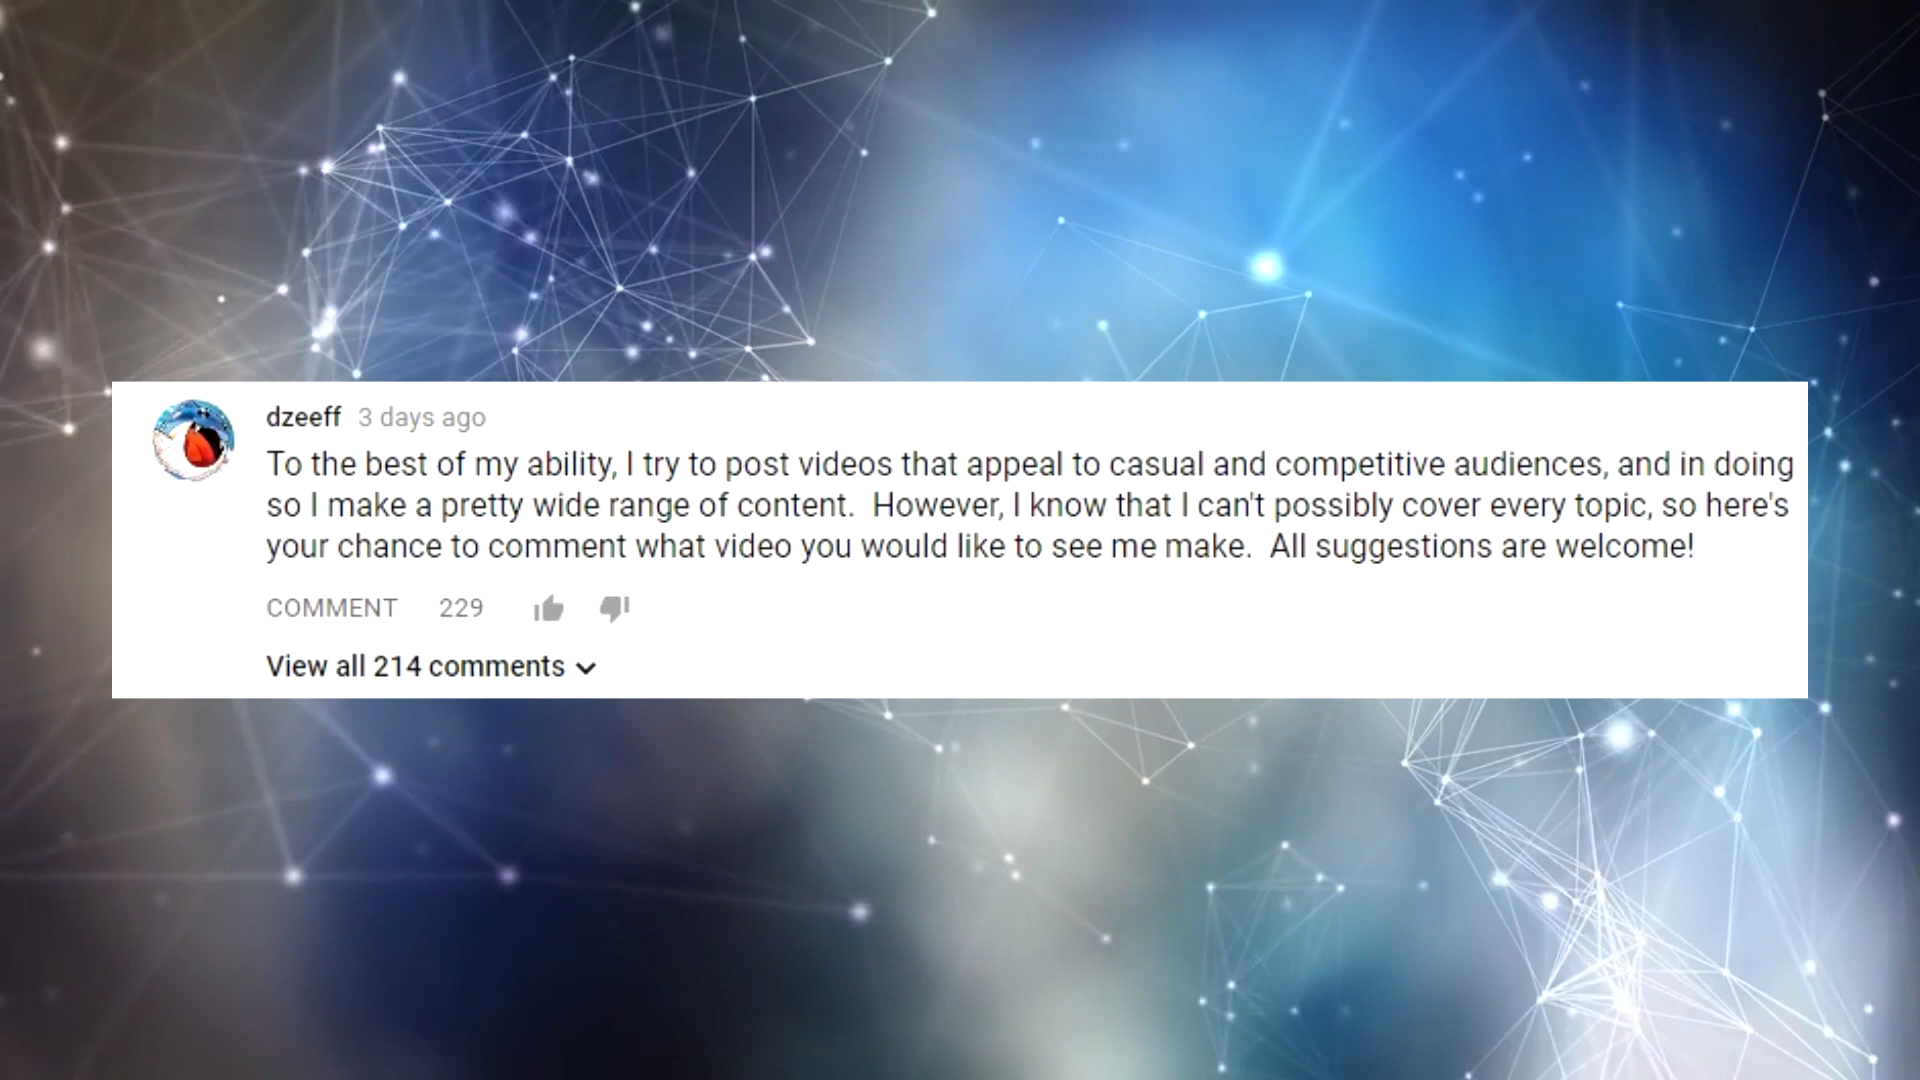 dzeeff 3 days ago
To the best of my ability, I try to post videos that appeal to casual and competitive audiences, and in doing
so I make a pretty wide range of content.  However, I know that I can't possibly cover every topic, so here's
your chance to comment what video you would like to see me make.  All suggestions are welcome!
COMMENT 229
View all 214 comments